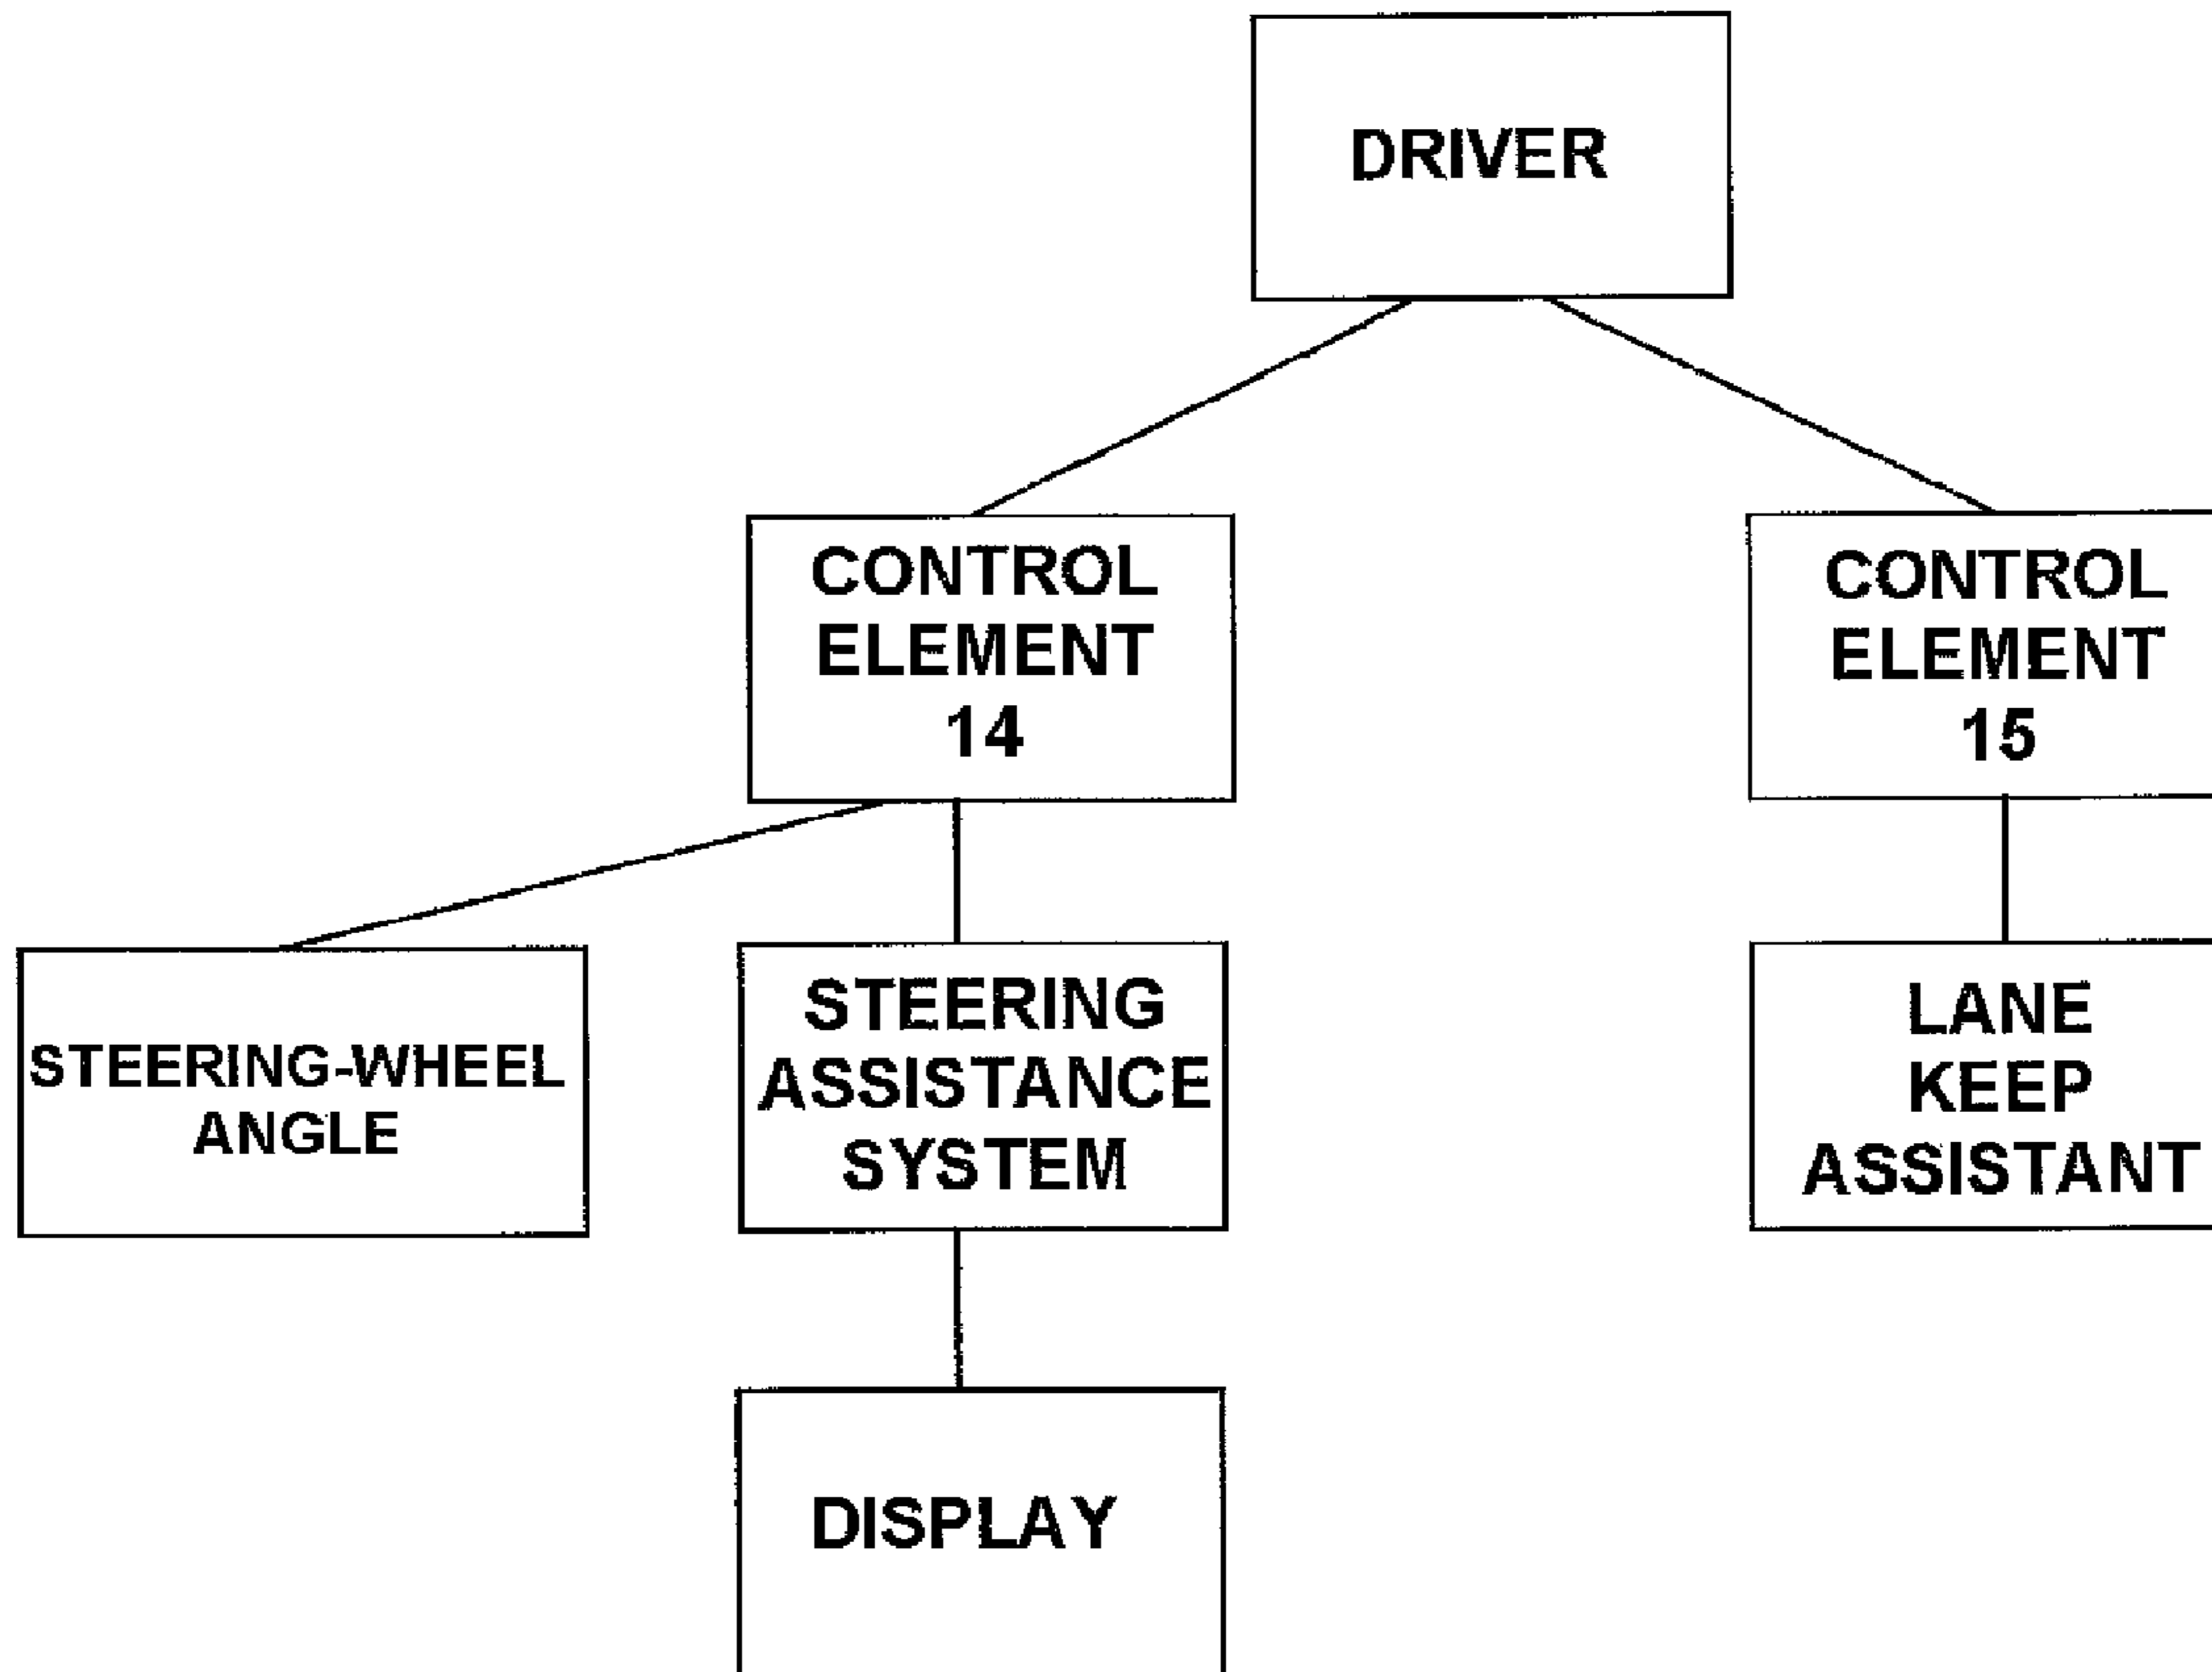 DRIVER
CONTROL
ELEMENT
14
CONTROL
ELEMENT
15
STEERING-WHEEL
ANGLE
STEERING
ASSISTANCE
SYSTEM
LANE
KEEP
ASSISTANT
DISPLAY